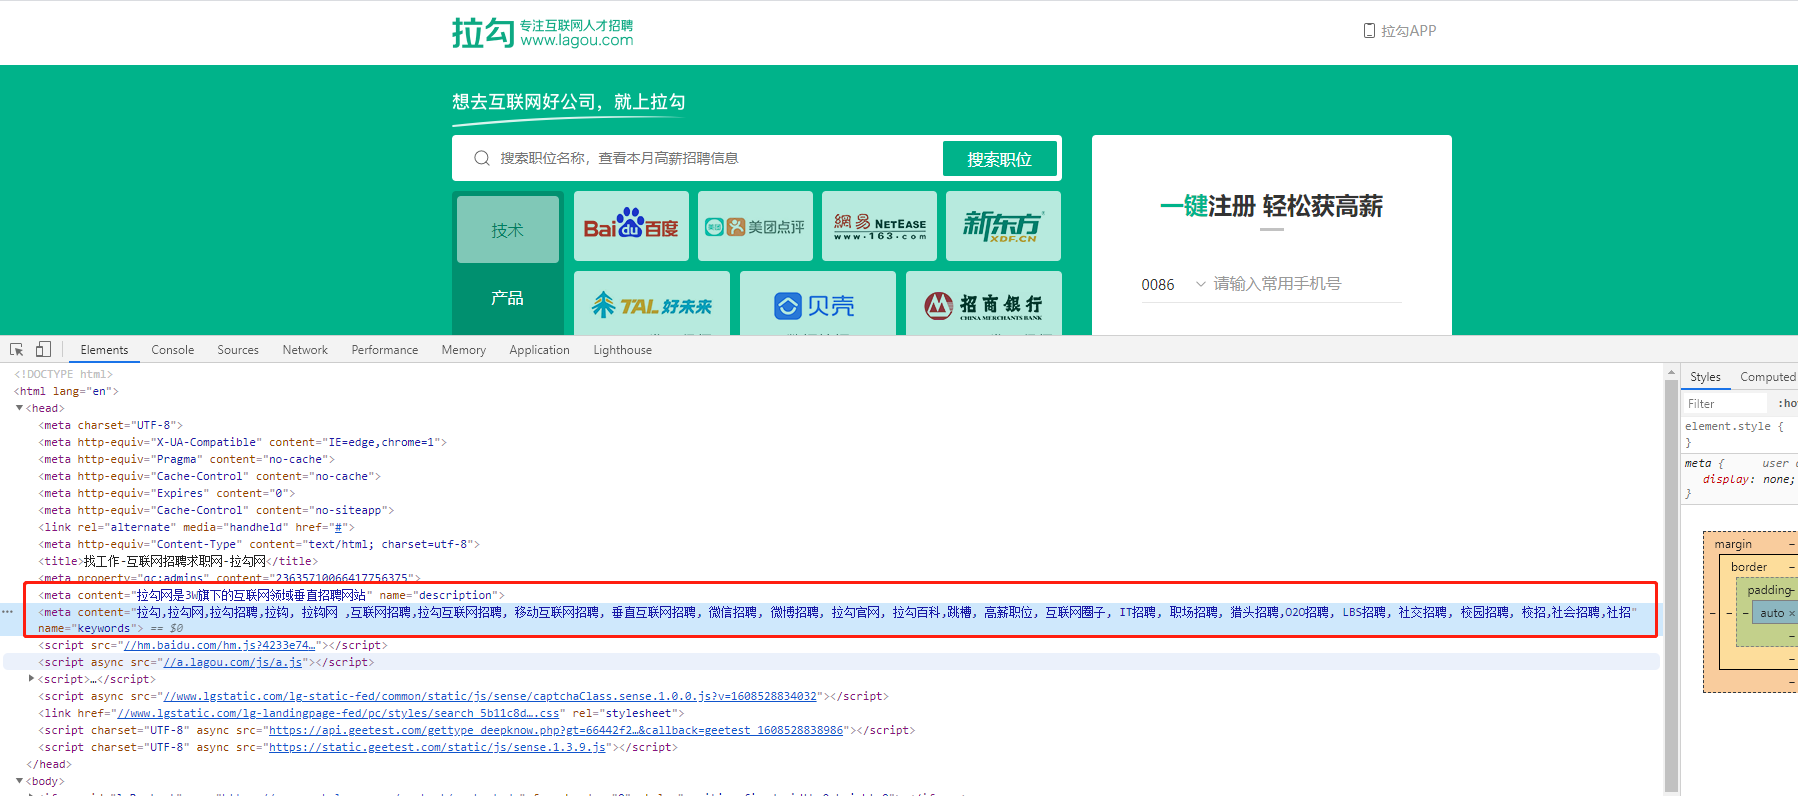 拉勾 专注互联网人才招聘
www.lagou.com
拉勾APP
想去互联网好公司，就上拉勾
搜索职位名称，查看本月高薪招聘信息
搜索职位
技术
产品
Bai du 百度
美团 美团点评
網易 NETEASE
www.163.com
新东方
XDF.CN
TAL 好未来
贝壳
招商银行
CHINA MERCHANTS BANK
一键注册 轻松获高薪
0086
请输入常用手机号
Elements Console Sources Network Performance Memory Application Lighthouse
<!DOCTYPE html>
<html lang="en">
<head>
<meta charset="UTF-8">
<meta http-equiv="X-UA-Compatible" content="IE=edge,chrome=1">
<meta http-equiv="Pragma" content="no-cache">
<meta http-equiv="Cache-Control" content="no-cache">
<meta http-equiv="Expires" content="0">
<meta http-equiv="Cache-Control" content="no-siteapp">
<link rel="alternate" media="handheld" href="#">
<meta http-equiv="Content-Type" content="text/html; charset=utf-8">
<title>找工作-互联网招聘求职网-拉勾网</title>
<meta property="qc:admins" content="23635710066417756375">
<meta content="拉勾网是3W旗下的互联网领域垂直招聘网站" name="description">
<meta content="拉勾,拉勾网,拉勾招聘,拉钩, 拉钩网 ,互联网招聘,拉勾互联网招聘, 移动互联网招聘, 垂直互联网招聘, 微信招聘, 微博招聘, 拉勾官网, 拉勾百科,跳槽, 高薪职位, 互联网圈子, IT招聘, 职场招聘, 猎头招聘,O2O招聘, LBS招聘, 社交招聘, 校园招聘, 校招,社会招聘,社招"
name="keywords"> == $0
<script src="//hm.baidu.com/hm.js?4233e74…"></script>
<script async src="//a.lagou.com/js/a.js"></script>
<script>…</script>
<script async src="//www.lgstatic.com/lg-static-fed/common/static/js/sense/captchaClass.sense.1.0.0.js?v=1608528834032"></script>
<link href="//www.lgstatic.com/lg-landingpage-fed/pc/styles/search_5b11c8d….css" rel="stylesheet">
<script charset="UTF-8" async src="https://api.geetest.com/gettype_deepknow.php?gt=66442f2…&callback=geetest_1608528838986"></script>
<script charset="UTF-8" async src="https://static.geetest.com/static/js/sense.1.3.9.js"></script>
</head>
<body>
Styles Computed
Filter :ho
element.style {
}
meta { user
display: none;
}
margin –
border –
padding–
– – – auto ×
–
–
–